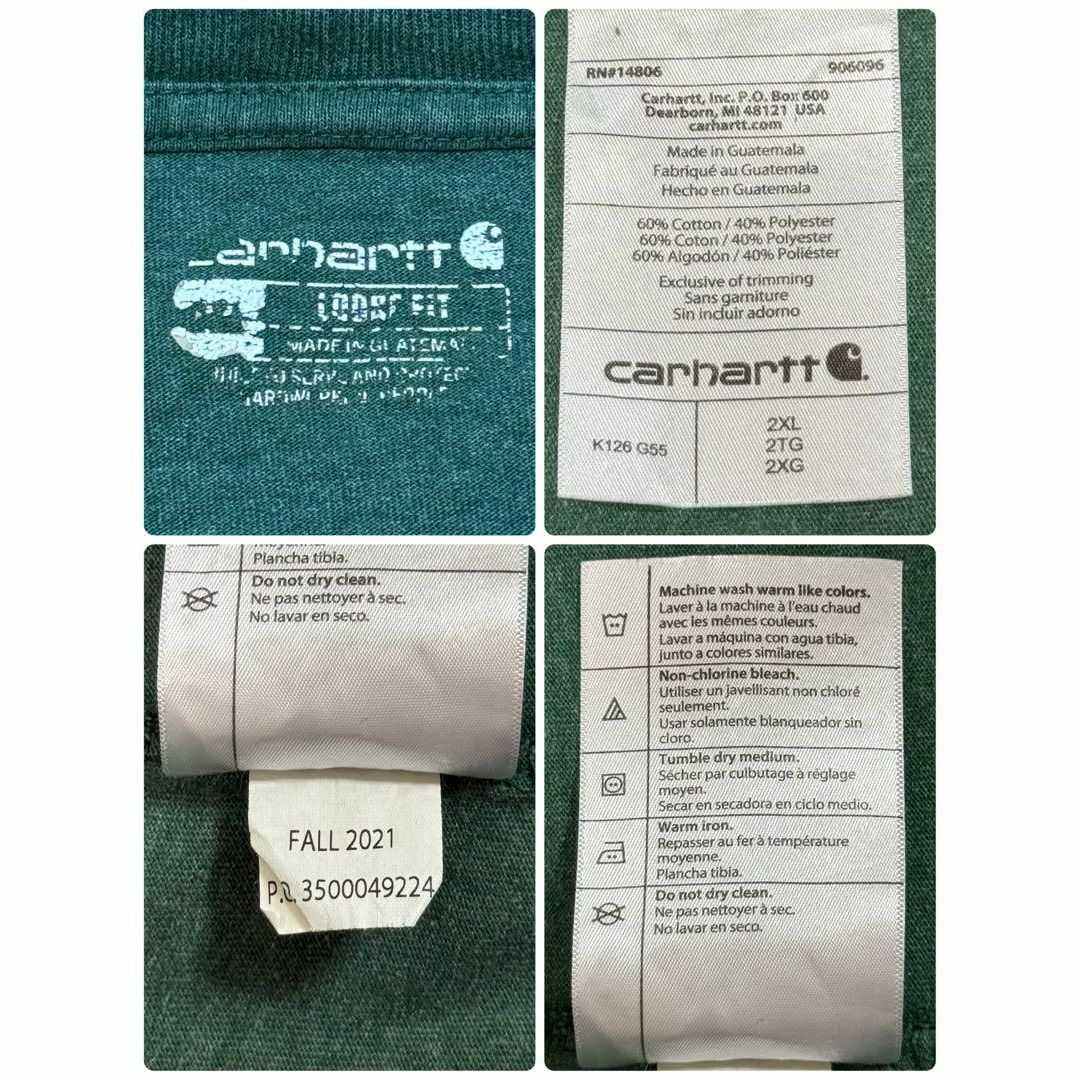 carhartt
LOOSE FIT
MADE IN GUATEMALA
SERVE AND PROTECT
RN#14806 906096
Carhartt, Inc. P.O. Box 600
Dearborn, MI 48121 USA
carhartt.com
Made in Guatemala
Fabriqué au Guatemala
Hecho en Guatemala
60% Cotton / 40% Polyester
60% Coton / 40% Polyester
60% Algodón / 40% Poliéster
Exclusive of trimming
Sans garniture
Sin incluir adorno
carhartt
K126 G55
2XL
2TG
2XG
Plancha tibia.
Do not dry clean.
Ne pas nettoyer à sec.
No lavar en seco.
FALL 2021
P.O. 3500049224
Machine wash warm like colors.
Laver à la machine à l'eau chaud
avec les mêmes couleurs.
Lavar a máquina con agua tibia,
junto a colores similares.
Non-chlorine bleach.
Utiliser un javellisant non chloré
seulement.
Usar solamente blanqueador sin
cloro.
Tumble dry medium.
Sécher par culbutage à réglage
moyen.
Secar en secadora en ciclo medio.
Warm iron.
Repasser au fer à température
moyenne.
Plancha tibia.
Do not dry clean.
Ne pas nettoyer à sec.
No lavar en seco.